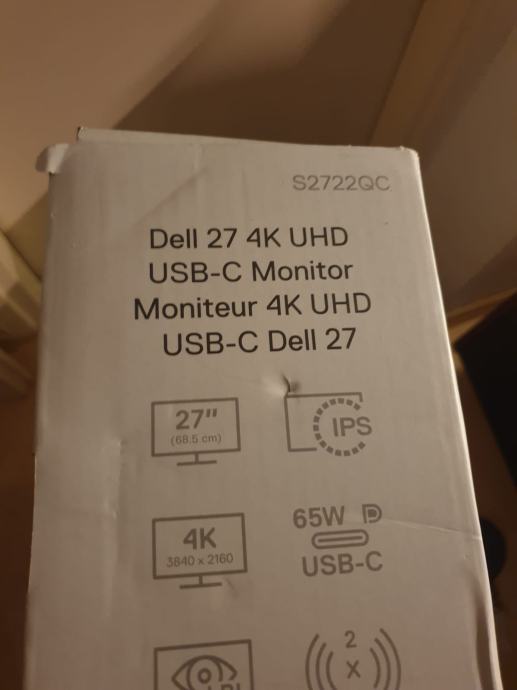 S2722QC
Dell 27 4K UHD
USB-C Monitor
Moniteur 4K UHD
USB-C Dell 27
27"
(68.5 cm)
IPS
4K
3840 x 2160
65W
USB-C
2
x